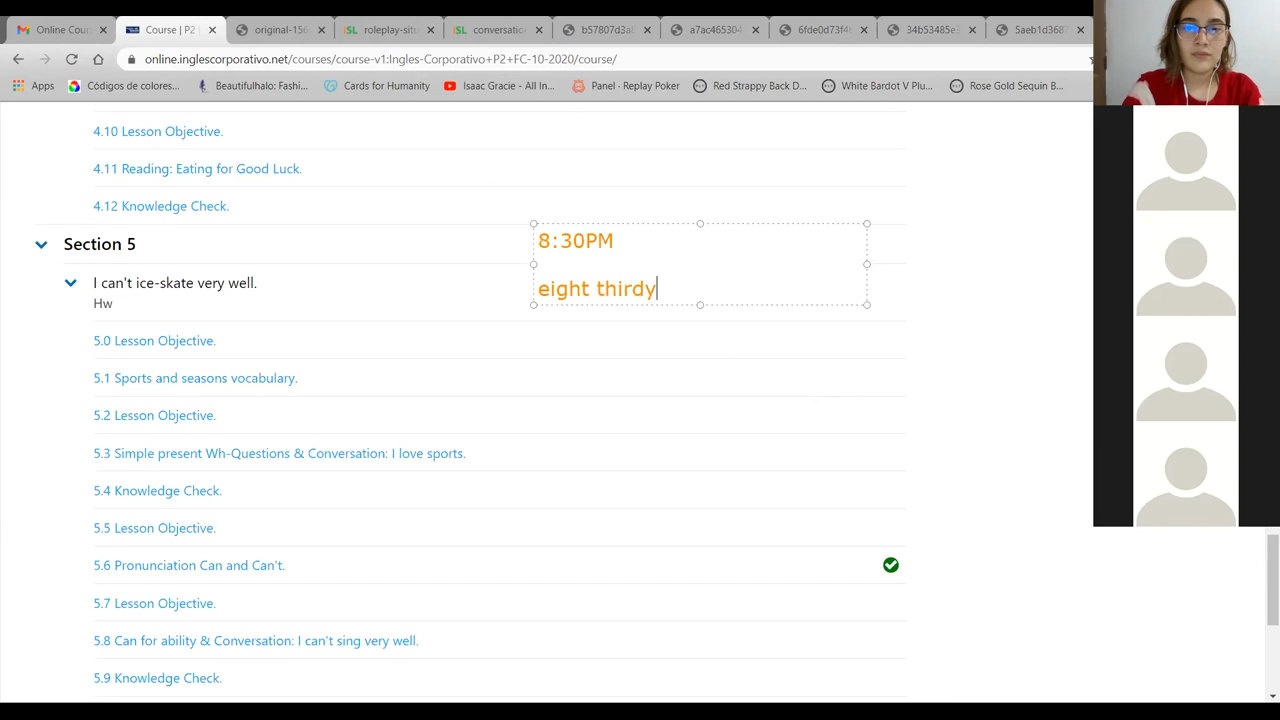 Online Cour:
Course | P2
original-156
roleplay-situ
conversatio
b57807d3a8
a7ac465304
6fde0d73f4
34b53485e3
5aeb1d3687
online.inglescorporativo.net/courses/course-v1:Ingles-Corporativo+P2+FC-10-2020/course/
Apps
Códigos de colores...
Beautifulhalo: Fashi...
Cards for Humanity
Isaac Gracie - All In...
Panel - Replay Poker
Red Strappy Back D...
White Bardot V Plu...
Rose Gold Sequin B...
4.10 Lesson Objective.
4.11 Reading: Eating for Good Luck.
4.12 Knowledge Check.
Section 5
8:30PM
I can't ice-skate very well.
eight thirdy
Hw
5.0 Lesson Objective.
5.1 Sports and seasons vocabulary.
5.2 Lesson Objective.
5.3 Simple present Wh-Questions & Conversation: I love sports.
5.4 Knowledge Check.
5.5 Lesson Objective.
5.6 Pronunciation Can and Can't.
5.7 Lesson Objective.
5.8 Can for ability & Conversation: I can't sing very well.
5.9 Knowledge Check.